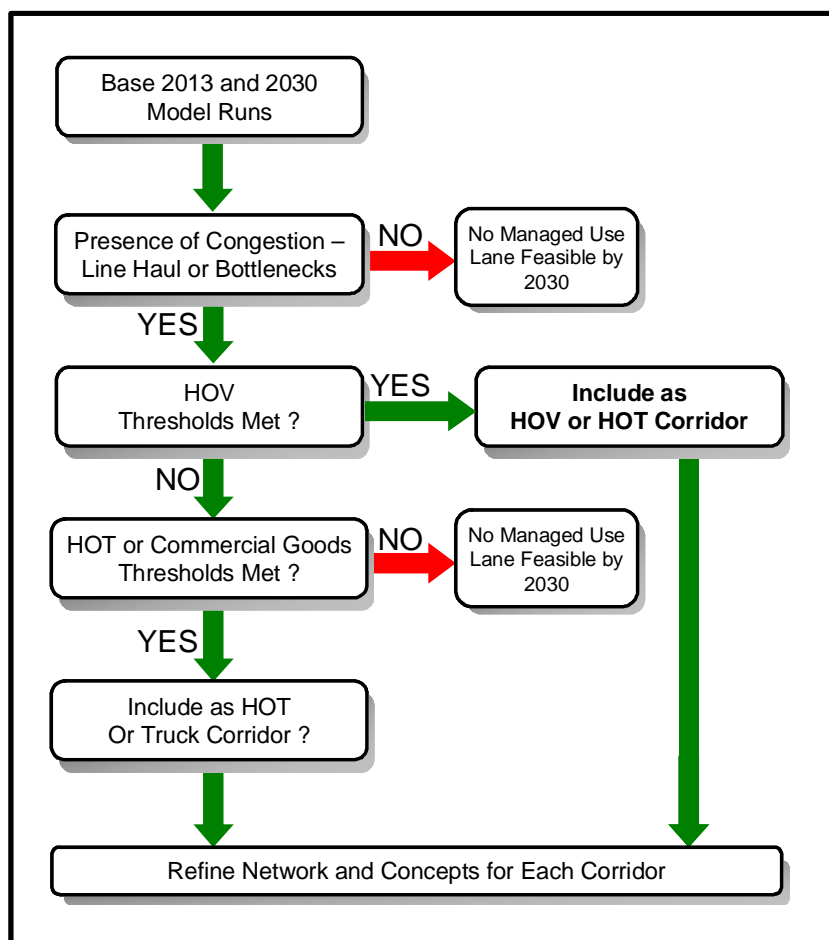 Base 2013 and 2030
Model Runs
Presence of Congestion –
Line Haul or Bottlenecks
NO
No Managed Use
Lane Feasible by
2030
YES
HOV
Thresholds Met ?
YES
Include as
HOV or HOT Corridor
NO
HOT or Commercial Goods
Thresholds Met ?
NO
No Managed Use
Lane Feasible by
2030
YES
Include as HOT
Or Truck Corridor ?
Refine Network and Concepts for Each Corridor